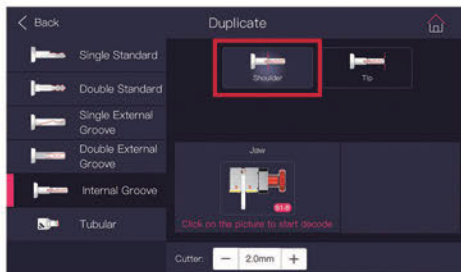 Back
Duplicate
Single Standard
Double Standard
Single External
Groove
Double External
Groove
Internal Groove
Tubular
Shoulder
Tip
Jaw
S1-B
Click on the picture to start decode
Cutter:
−
2.0mm
+